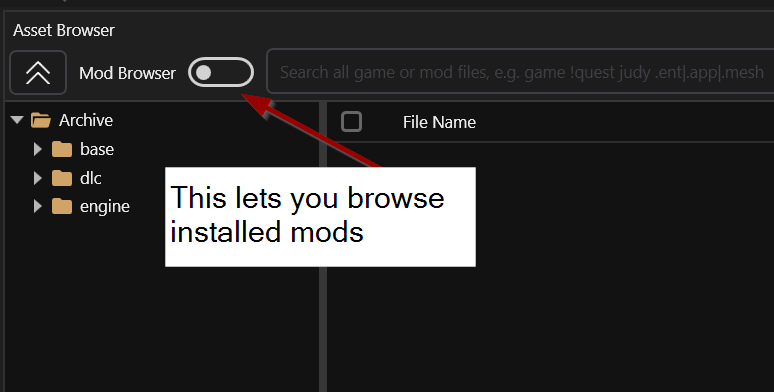 Asset Browser
Mod Browser
Search all game or mod files, e.g. game !quest judy .ent|.app|.mesh
Archive
File Name
base
dlc
engine
This lets you browse
installed mods